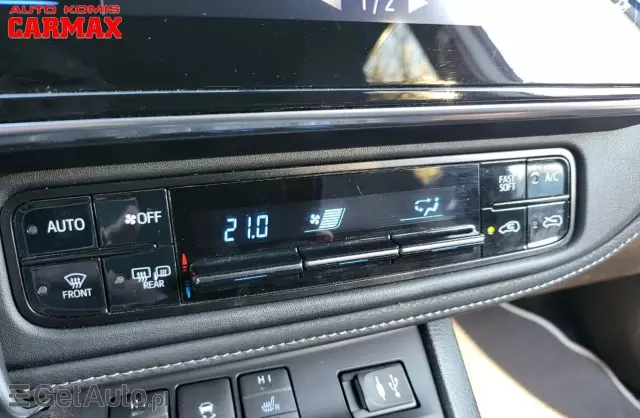 AUTO KOMIS
CARMAX
1/2
AUTO
OFF
21.0
FAST
SOFT
A/C
FRONT
REAR
HI
R
GetAuto.pl